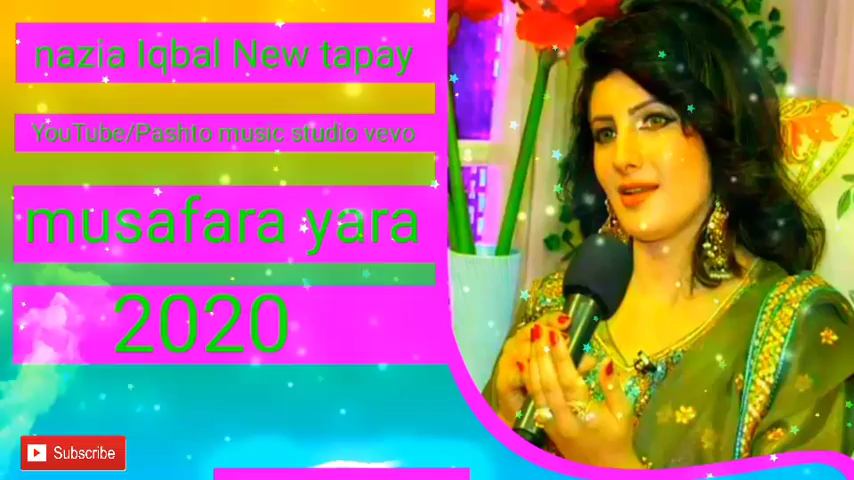 nazia Iqbal New tapay
YouTube/Pashto music studio vevo
musafara yara
2020
Subscribe